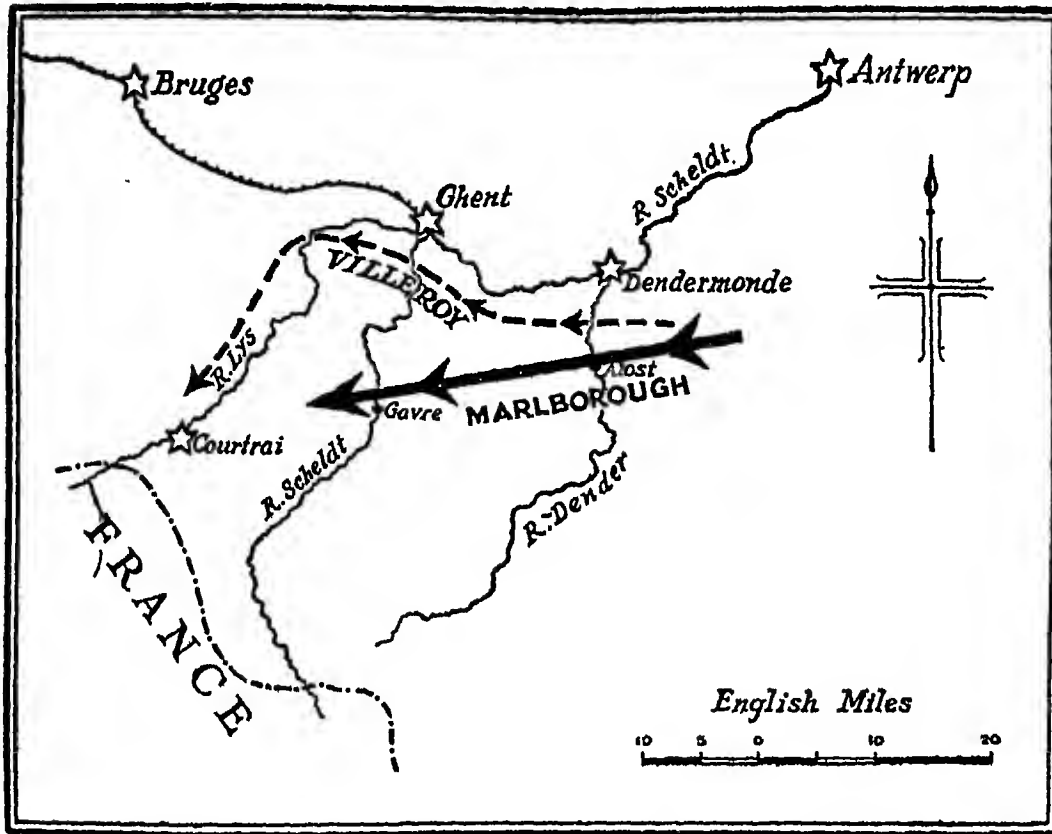 Bruges
Antwerp
Ghent
R Scheldt.
Dendermonde
VILLEROY
R. Lys
Alost
MARLBOROUGH
Gavre
Courtrai
R. Scheldt
R. Dender
FRANCE
English Miles
10 5 0 10 20